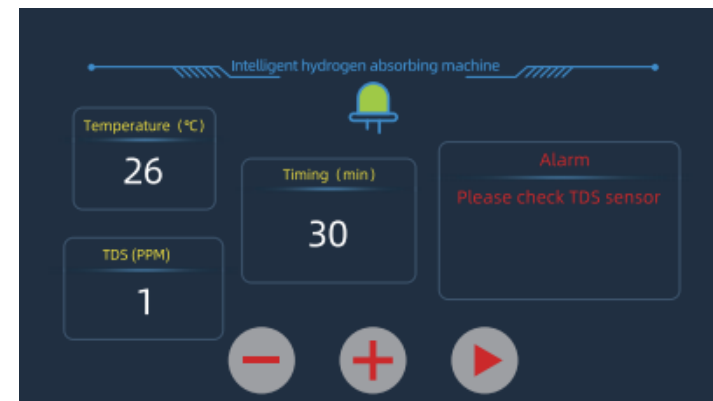 Intelligent hydrogen absorbing machine
Temperature (℃)
26
Timing (min)
30
Alarm
Please check TDS sensor
TDS (PPM)
1